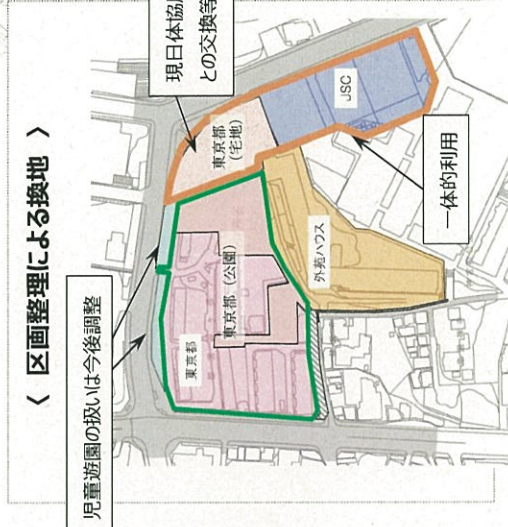 < 区画整理による換地 >
児童遊園の扱いは今後調整
現日体協
との交換等
東京都
(宅地)
JSC
東京都
東京都(公園)
外苑ハウス
一体的利用